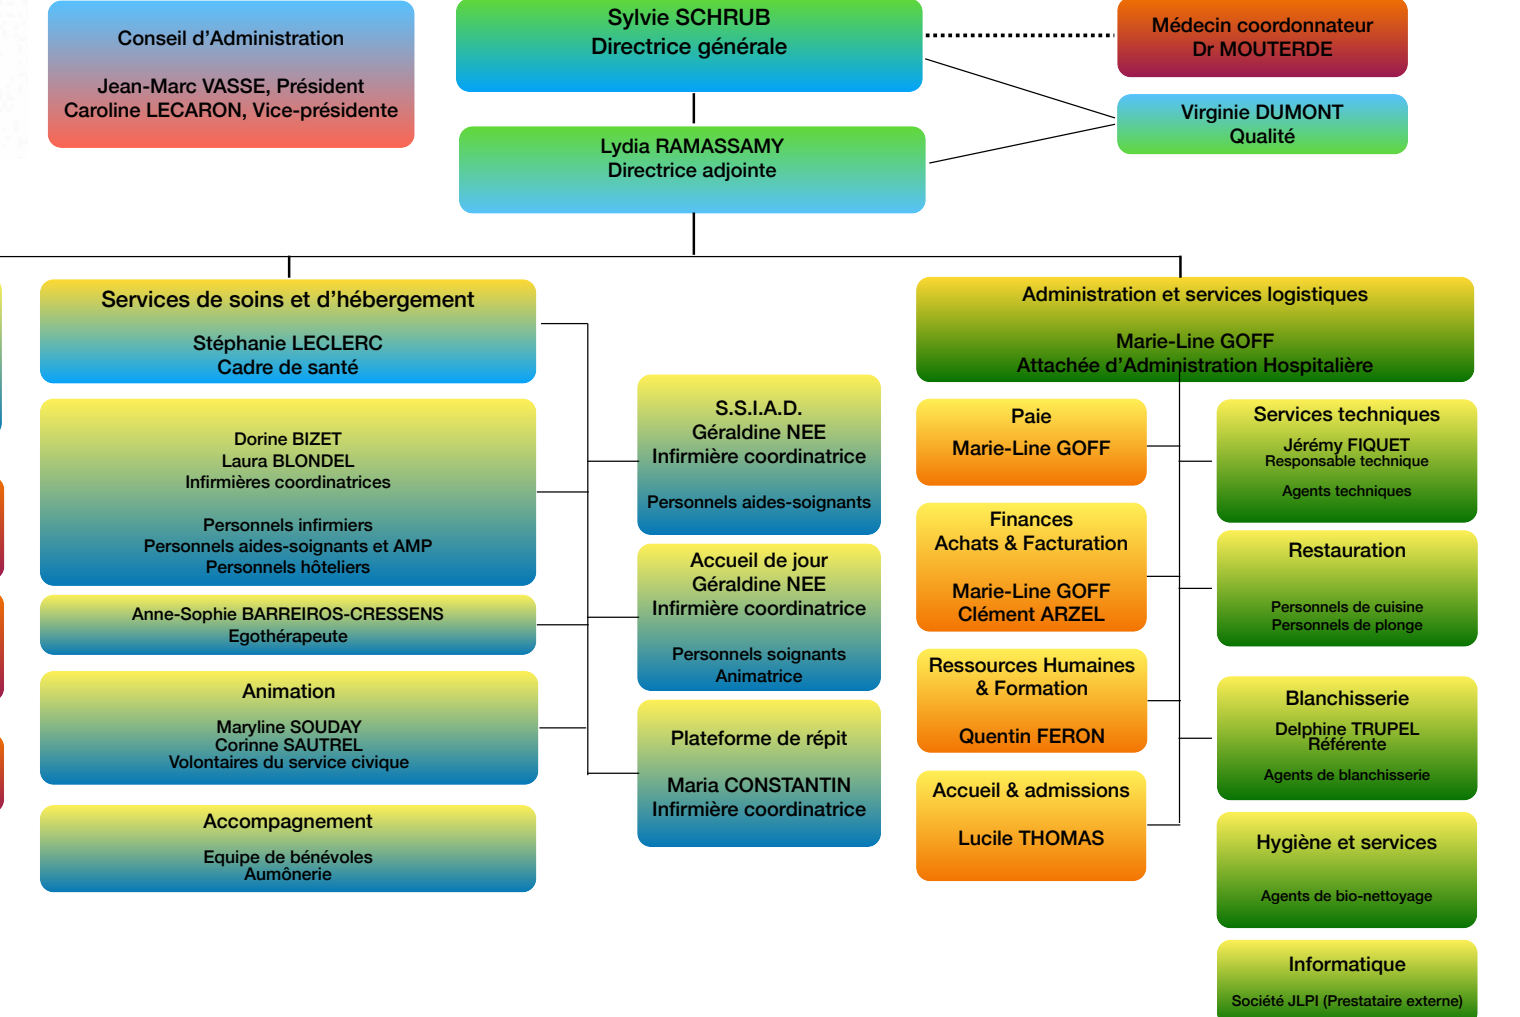 Conseil d’Administration
Jean-Marc VASSE, Président
Caroline LECARON, Vice-présidente
Sylvie SCHRUB
Directrice générale
Médecin coordonnateur
Dr MOUTERDE
Virginie DUMONT
Qualité
Lydia RAMASSAMY
Directrice adjointe
Services de soins et d’hébergement
Stéphanie LECLERC
Cadre de santé
Dorine BIZET
Laura BLONDEL
Infirmières coordinatrices
Personnels infirmiers
Personnels aides-soignants et AMP
Personnels hôteliers
Anne-Sophie BARREIROS-CRESSENS
Egothérapeute
Animation
Maryline SOUDAY
Corinne SAUTREL
Volontaires du service civique
Accompagnement
Equipe de bénévoles
Aumônerie
S.S.I.A.D.
Géraldine NEE
Infirmière coordinatrice
Personnels aides-soignants
Accueil de jour
Géraldine NEE
Infirmière coordinatrice
Personnels soignants
Animatrice
Plateforme de répit
Maria CONSTANTIN
Infirmière coordinatrice
Administration et services logistiques
Marie-Line GOFF
Attachée d’Administration Hospitalière
Paie
Marie-Line GOFF
Finances
Achats & Facturation
Marie-Line GOFF
Clément ARZEL
Ressources Humaines
& Formation
Quentin FERON
Accueil & admissions
Lucile THOMAS
Services techniques
Jérémy FIQUET
Responsable technique
Agents techniques
Restauration
Personnels de cuisine
Personnels de plonge
Blanchisserie
Delphine TRUPEL
Référente
Agents de blanchisserie
Hygiène et services
Agents de bio-nettoyage
Informatique
Société JLPI (Prestataire externe)